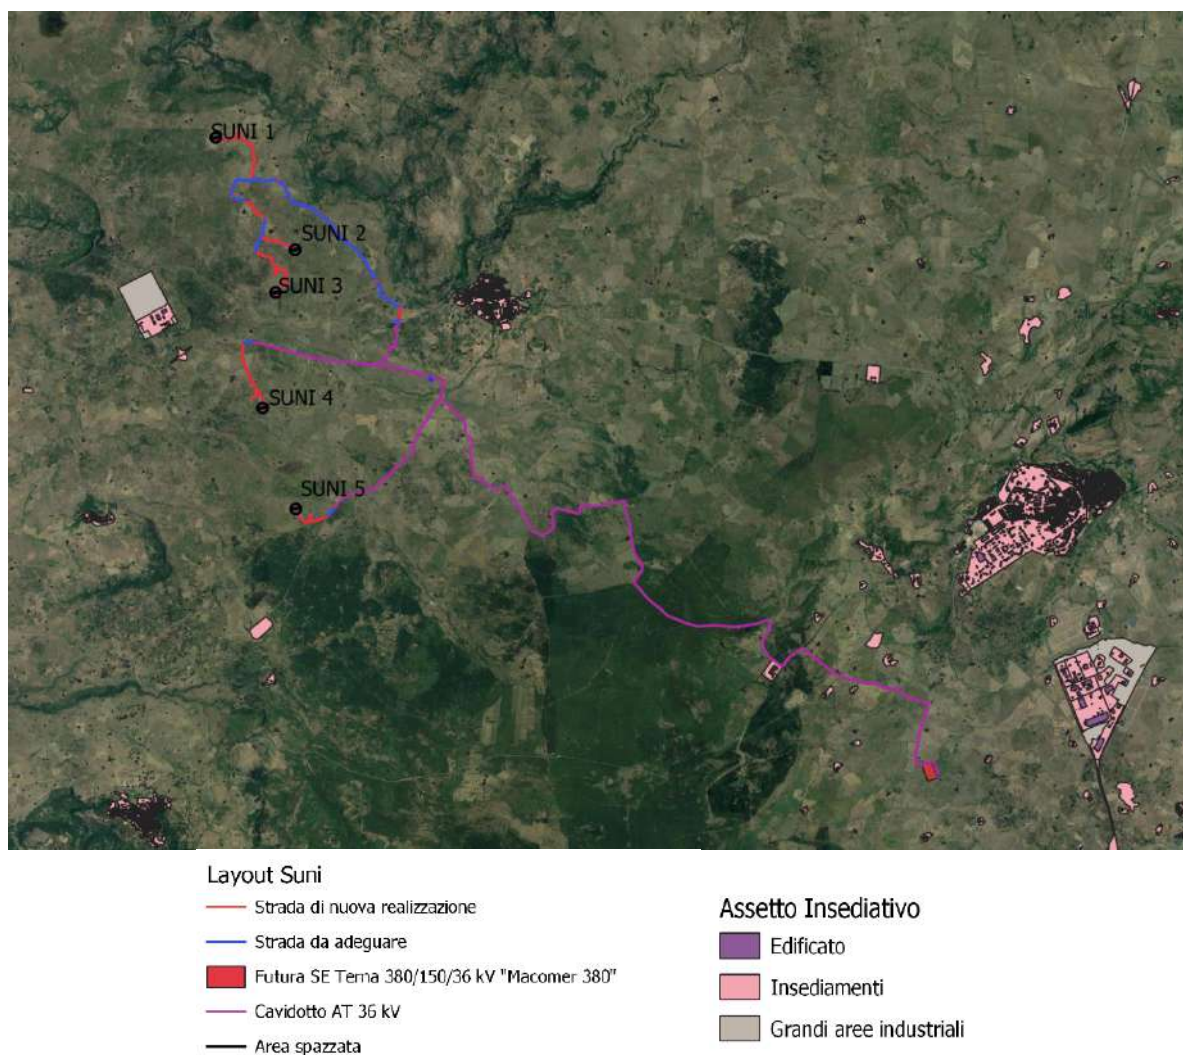 SUNI 1
SUNI 2
SUNI 3
SUNI 4
SUNI 5
Layout Suni
Strada di nuova realizzazione
Strada da adeguare
Futura SE Terna 380/150/36 kV "Macomer 380"
Cavidotto AT 36 kV
Area spazzata
Assetto Insediativo
Edificato
Insediamenti
Grandi aree industriali